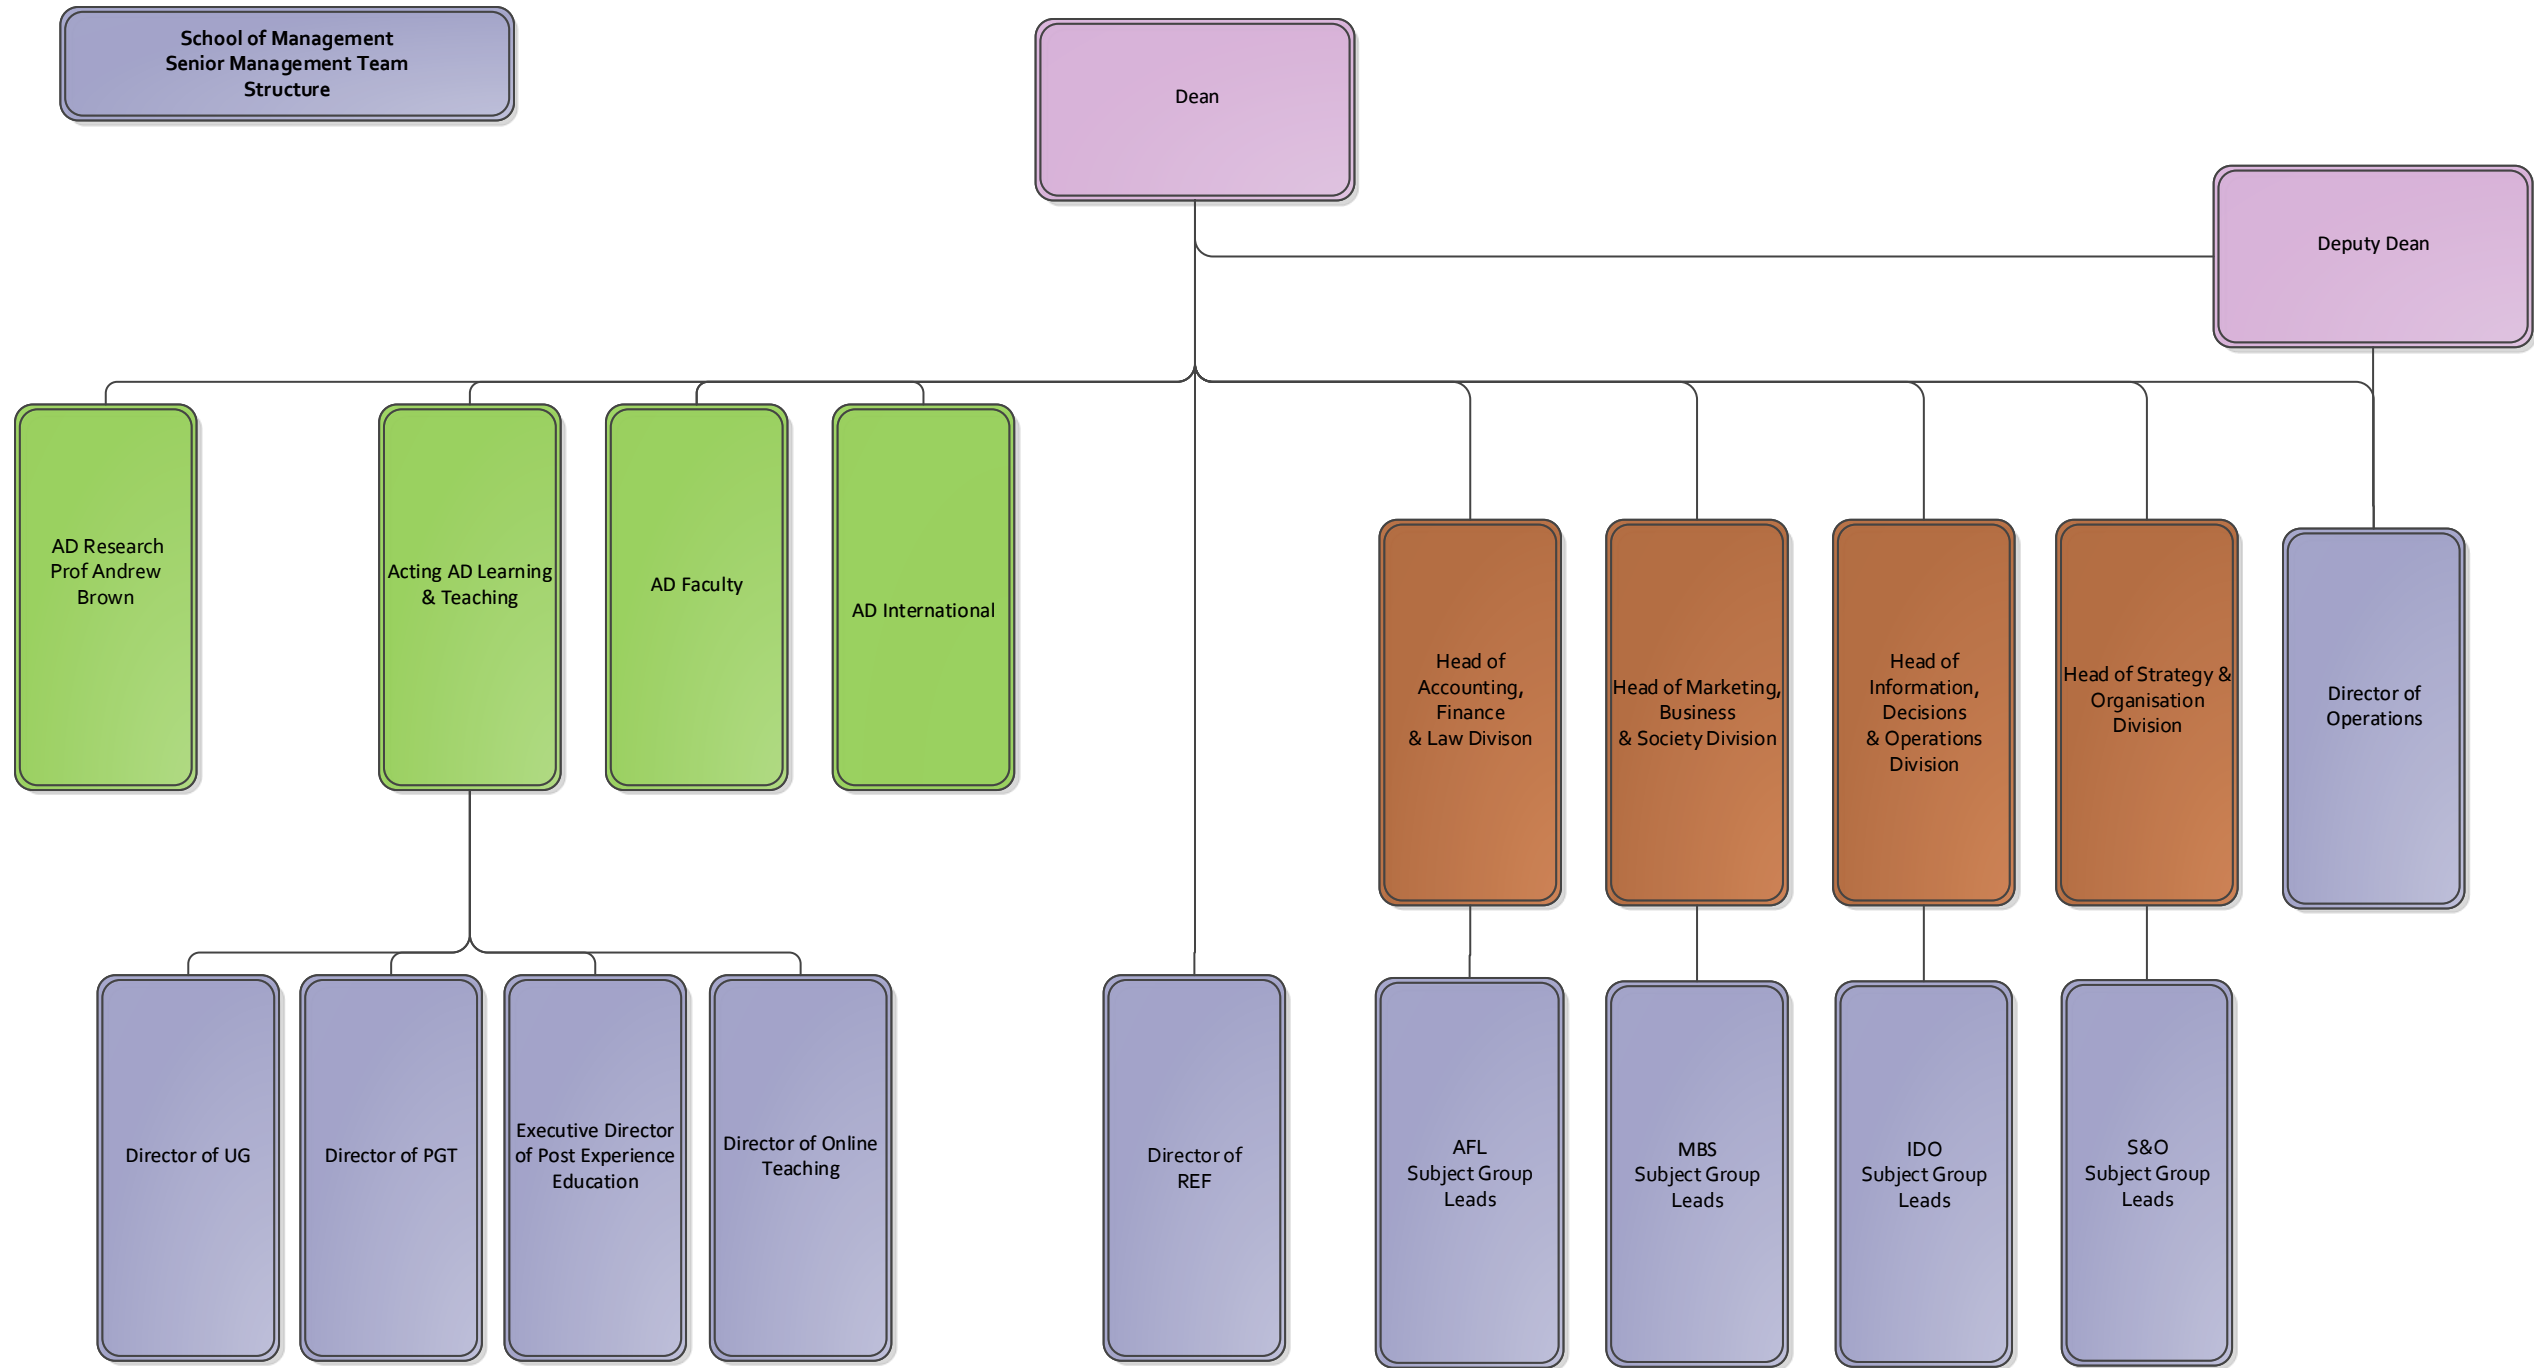 School of Management
Senior Management Team
Structure
Dean
Deputy Dean
AD Research
Prof Andrew
Brown
Acting AD Learning
& Teaching
AD Faculty
AD International
Head of
Accounting,
Finance
& Law Divison
Head of Marketing,
Business
& Society Division
Head of
Information,
Decisions
& Operations
Division
Head of Strategy &
Organisation
Division
Director of
Operations
Director of UG
Director of PGT
Executive Director
of Post Experience
Education
Director of Online
Teaching
Director of
REF
AFL
Subject Group
Leads
MBS
Subject Group
Leads
IDO
Subject Group
Leads
S&O
Subject Group
Leads